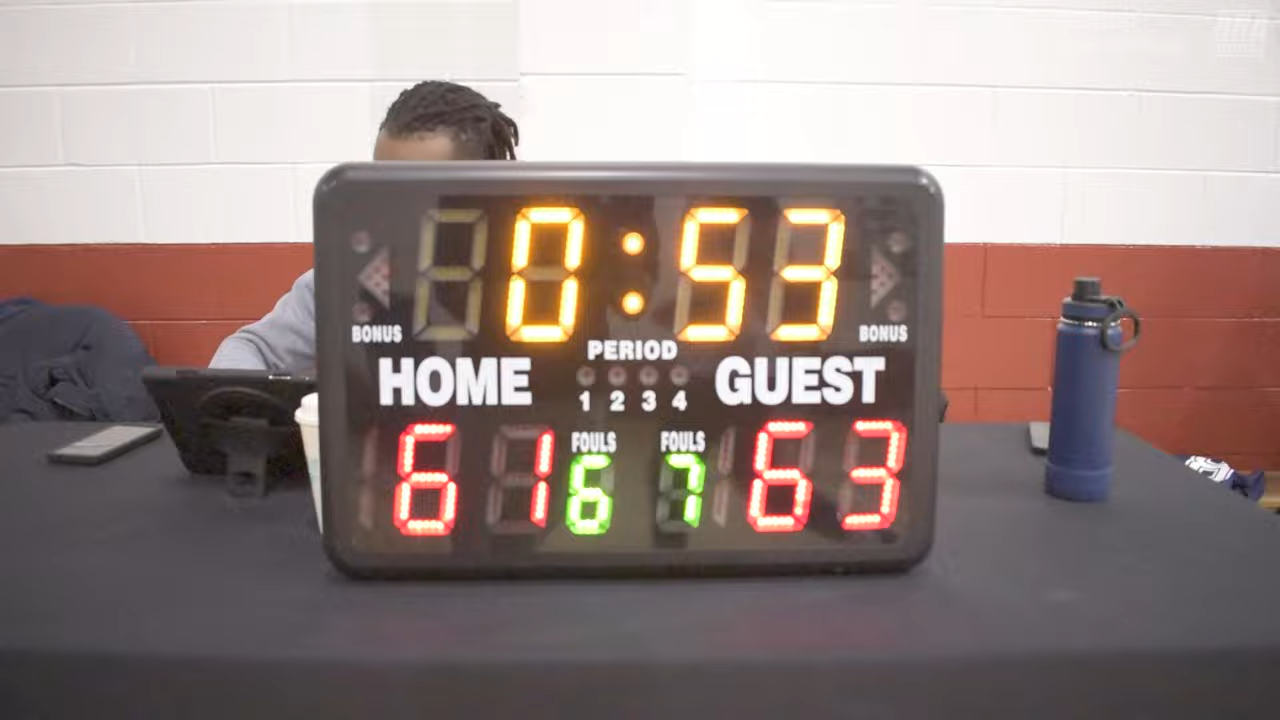 0:53
BONUS
BONUS
PERIOD
HOME
GUEST
1 2 3 4
FOULS
FOULS
61
6
7
63